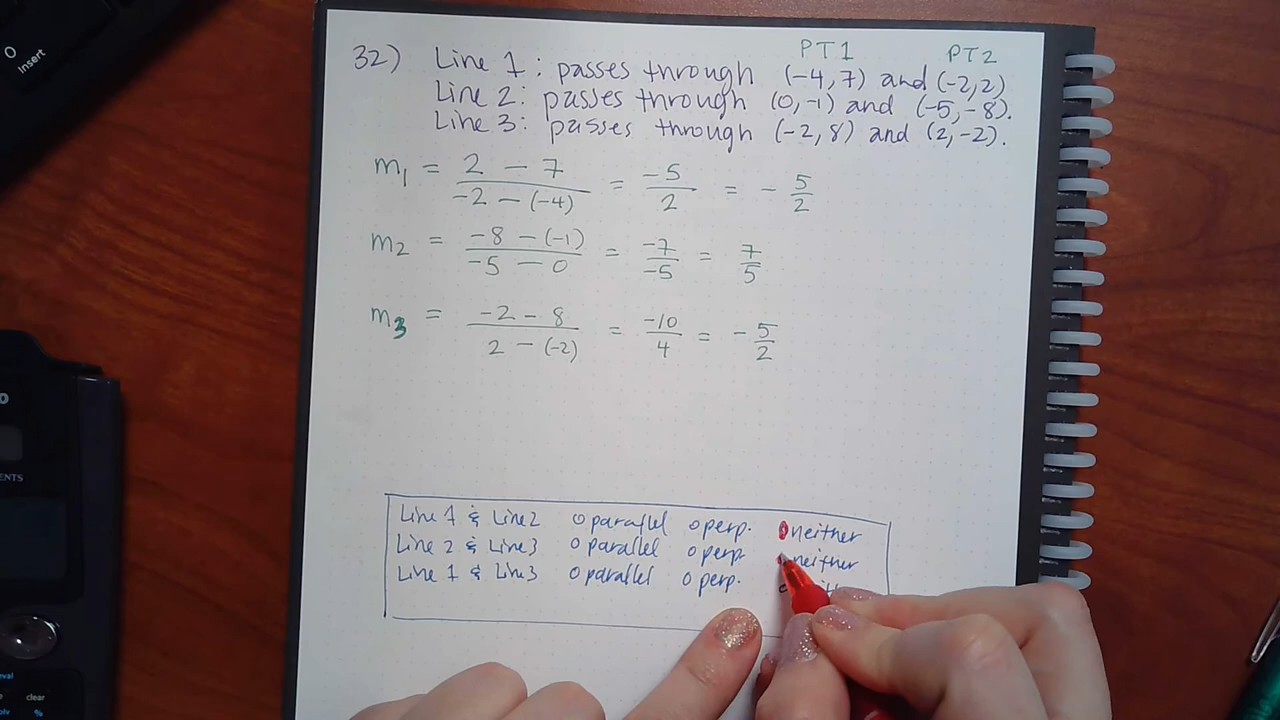 PT1 PT2
32) Line 1: passes through (-4,7) and (-2,2)
Line 2: passes through (0,-1) and (-5,-8).
Line 3: passes through (-2,8) and (2,-2).
m₁ = (2 - 7)/(-2 - (-4)) = -5/2 = - 5/2
m₂ = (-8 - (-1))/(-5 - 0) = -7/-5 = 7/5
m₃ = (-2 - 8)/(2 - (-2)) = -10/4 = - 5/2
Line 1 & Line 2 O parallel O perp. O neither
Line 2 & Line 3 O parallel O perp O neither
Line 1 & Line 3 O parallel O perp.
0
Insert
clear
%